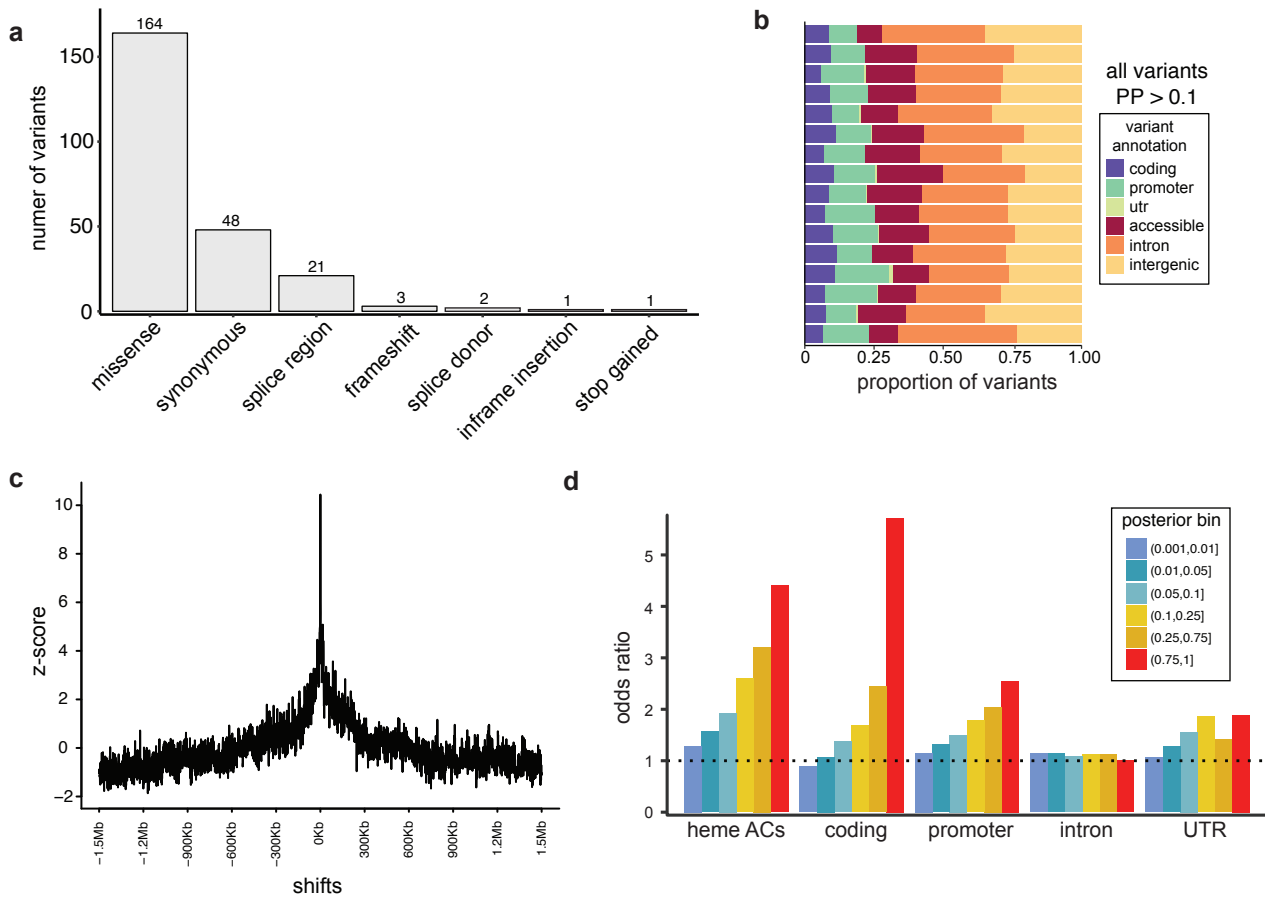 a
numer of variants
150
100
50
0
164
48
21
3
2
1
1
missense
synonymous
splice region
frameshift
splice donor
inframe insertion
stop gained
b
0
0.25
0.50
0.75
1.00
proportion of variants
all variants
PP > 0.1
variant
annotation
coding
promoter
utr
accessible
intron
intergenic
c
z-score
10
8
6
4
2
0
−2
−1.5Mb
−1.2Mb
−900Kb
−600Kb
−300Kb
0Kb
300Kb
600Kb
900Kb
1.2Mb
1.5Mb
shifts
d
odds ratio
5
4
3
2
1
0
heme ACs
coding
promoter
intron
UTR
posterior bin
(0.001,0.01]
(0.01,0.05]
(0.05,0.1]
(0.1,0.25]
(0.25,0.75]
(0.75,1]